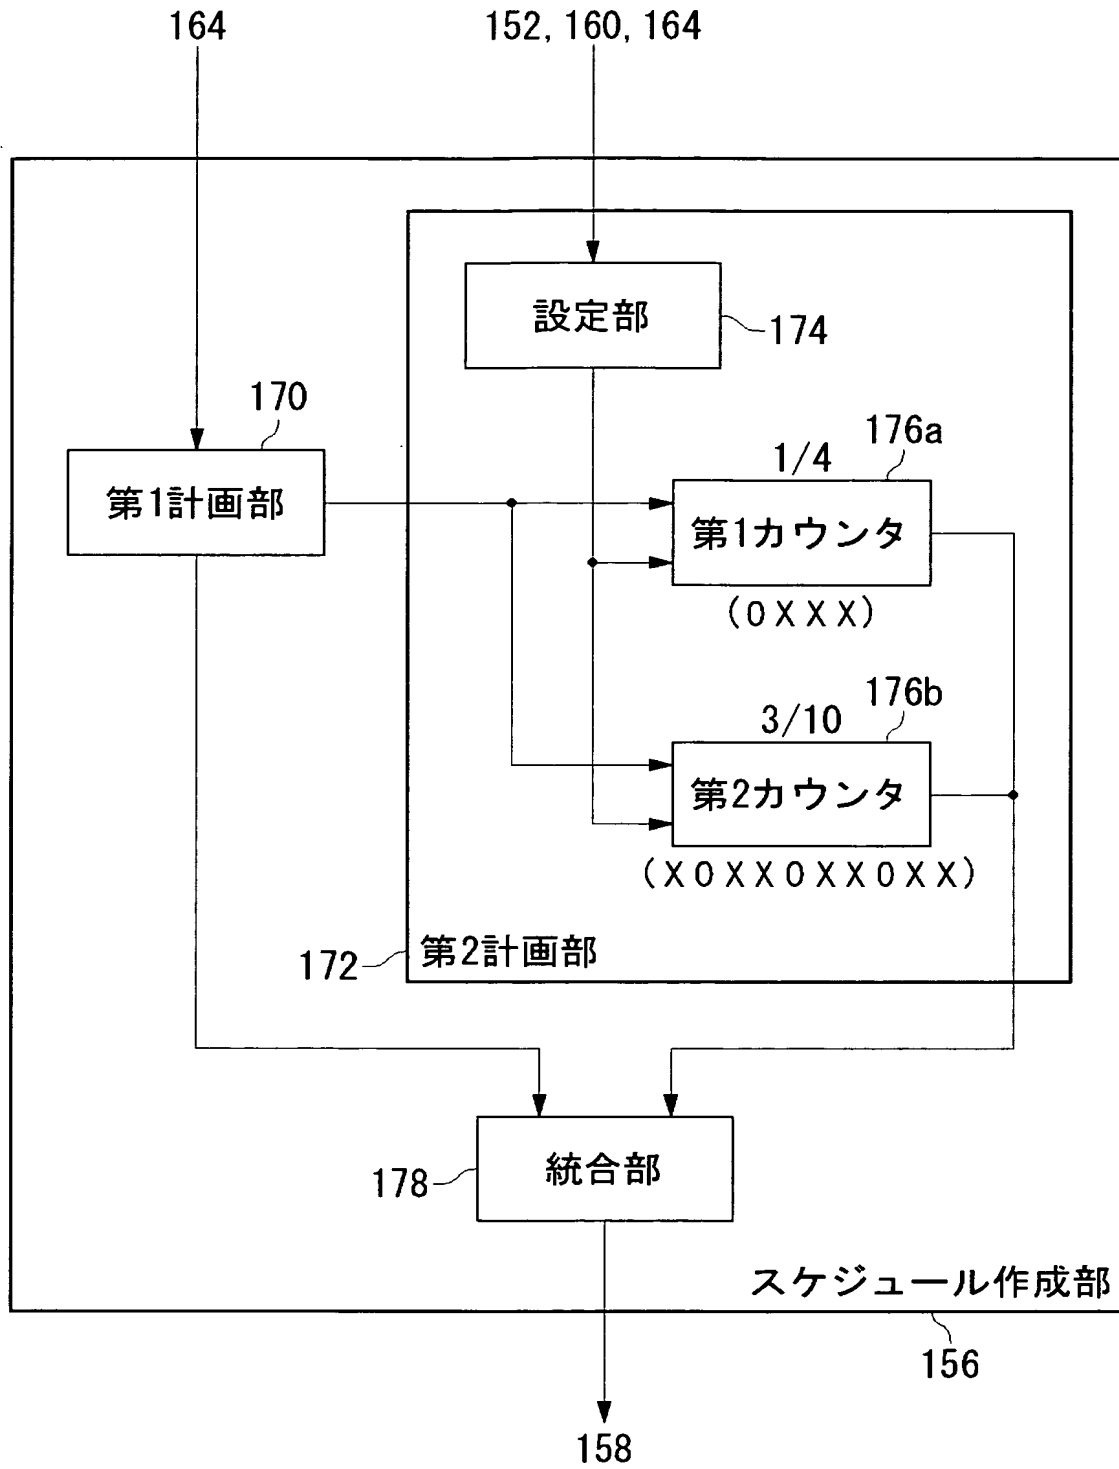 164
152, 160, 164
設定部
174
170
第1計画部
1/4
176a
第1カウンタ
(OXXX)
3/10
176b
第2カウンタ
(XOXXOXXOXX)
172
第2計画部
178
統合部
スケジュール作成部
156
158